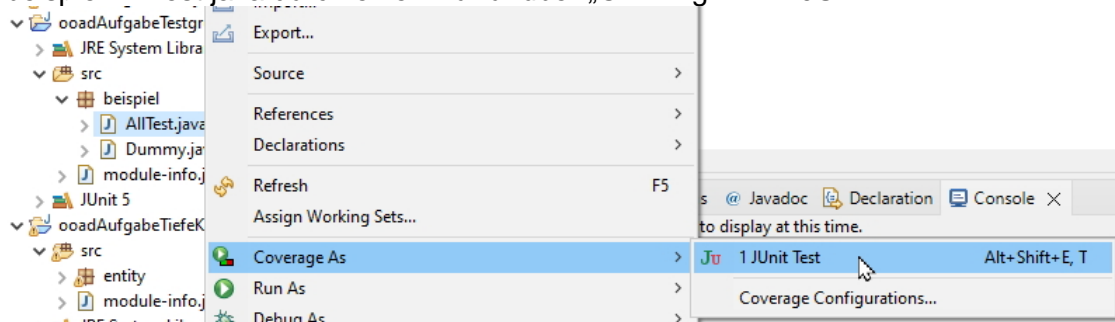 ooadAufgabeTestgr
Export...
JRE System Libra
src
Source
beispiel
References
AllTest.java
Declarations
Dummy.ja
module-info.j
Refresh F5
JUnit 5
@ Javadoc Declaration Console
Assign Working Sets...
ooadAufgabeTiefeK
to display at this time.
src
Coverage As
Ju 1 JUnit Test Alt+Shift+E, T
entity
Run As
module-info.j
Coverage Configurations...
Debug As